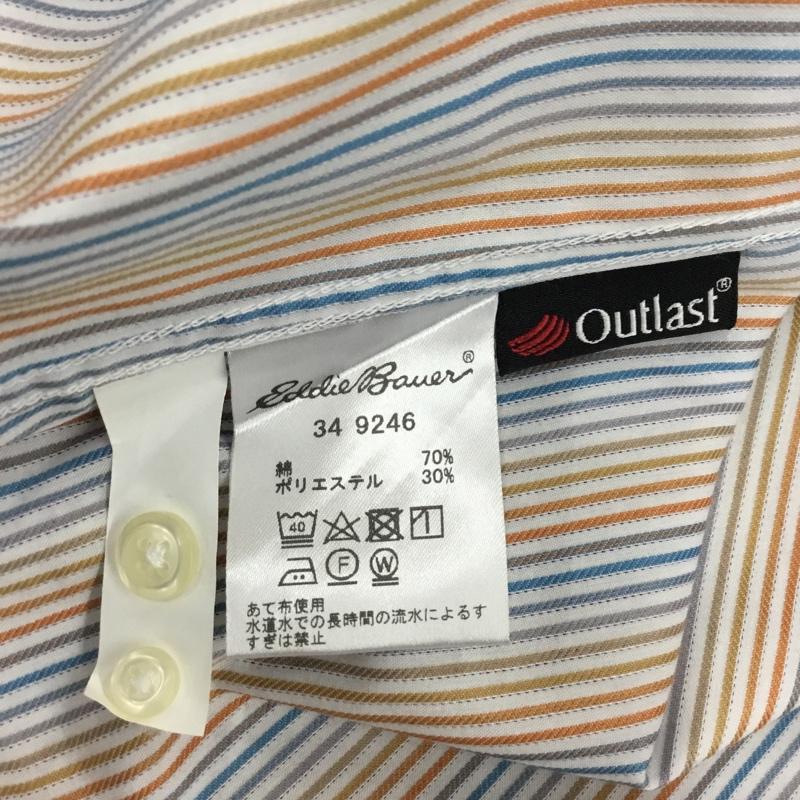 Outlast®
Eddie Bauer®
34 9246
綿 70%
ポリエステル 30%
40
F W
あて布使用
水道水での長時間の流水によるす
すぎは禁止